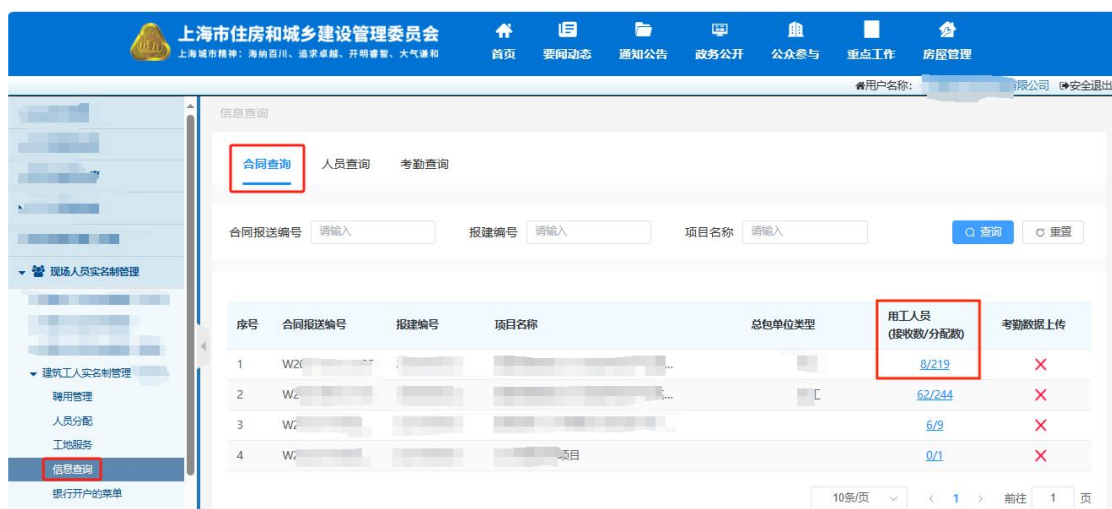 上海市住房和城乡建设管理委员会
上海城市精神：海纳百川、追求卓越、开明睿智、大气谦和
首页 要闻动态 通知公告 政务公开 公众参与 重点工作 房屋管理
用户名称： 有限公司 安全退出
信息查询
合同查询 人员查询 考勤查询
合同报送编号 请输入 报建编号 请输入 项目名称 请输入 查询 重置
现场人员实名制管理
建筑工人实名制管理
聘用管理
人员分配
工地服务
信息查询
银行开户的菜单
序号 合同报送编号 报建编号 项目名称 总包单位类型 用工人员 考勤数据上传
(接收数/分配数)
1 W20 ... 8/219
2 W2 ... 62/244
3 W2 6/9
4 W2 项目 0/1
10条/页 1 前往 1 页